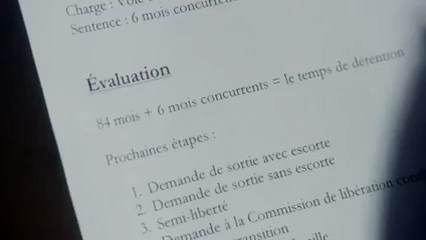 Charge :
Sentence : 6 mois
Évaluation
84 mois + 6 mois concurrents = le temps de détention
Prochaines étapes :
1. Demande de sortie avec escorte
2. Demande de sortie sans escorte
3. Semi-liberté
Demande à la Commission de libération
transition